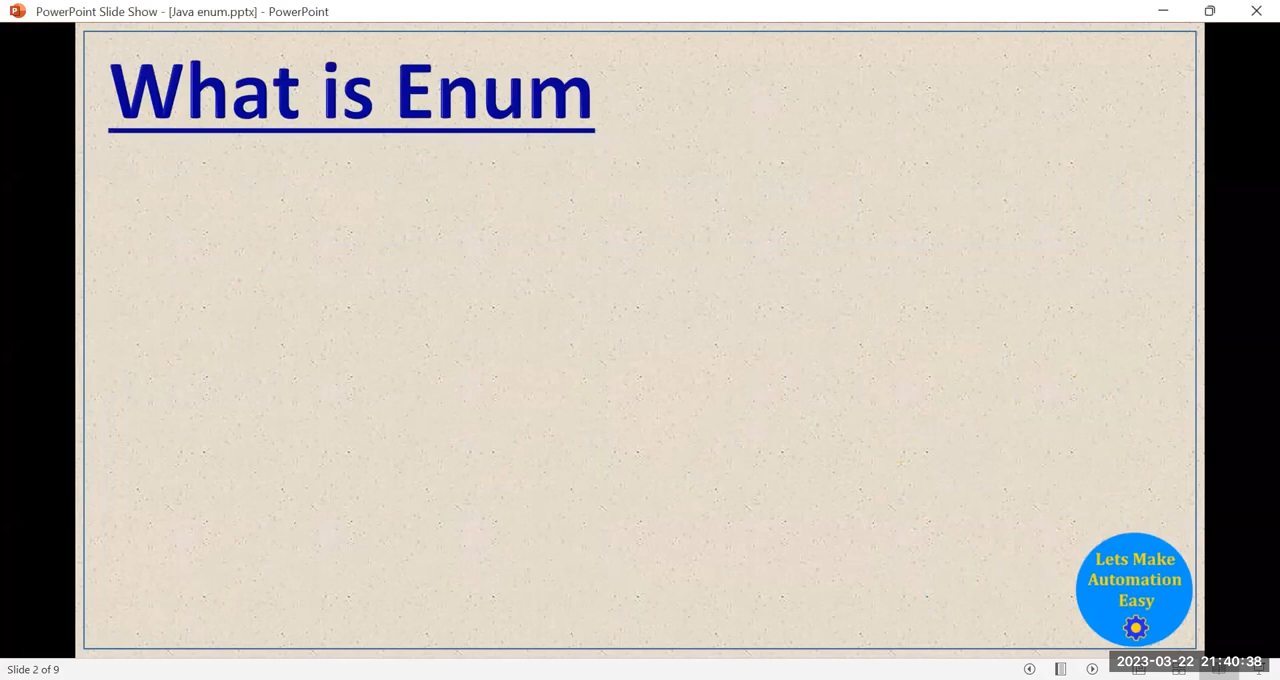 PowerPoint Slide Show - [Java enum.pptx] - PowerPoint
What is Enum
Lets Make
Automation
Easy
2023-03-22 21:40:38
Slide 2 of 9